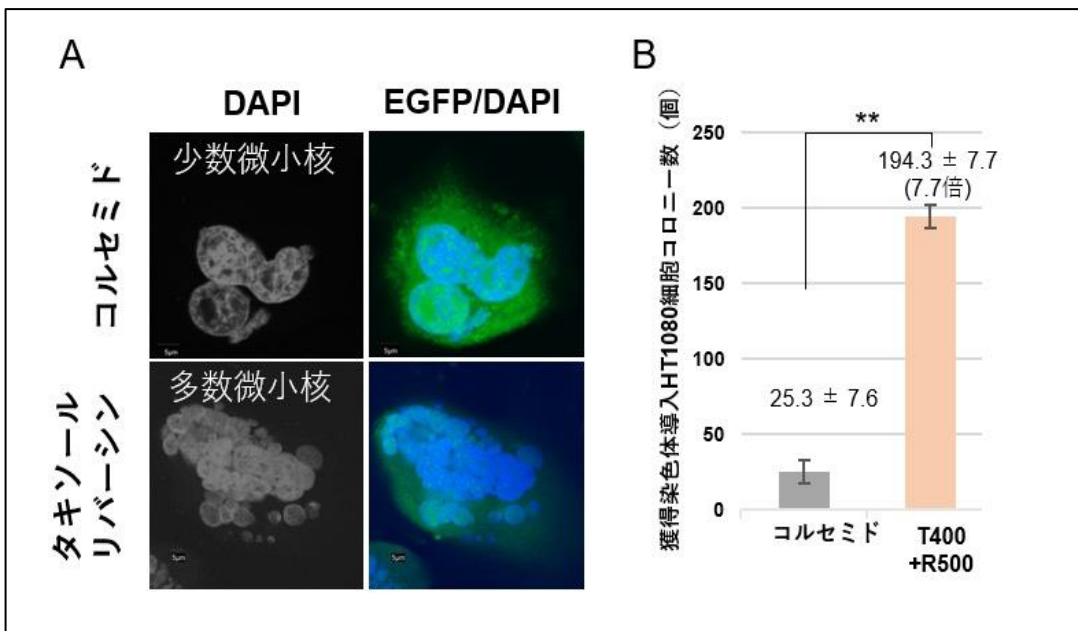 A
DAPI
EGFP/DAPI
コルセミド
少数微小核
5μm
タキソール
リバーシン
多数微小核
5μm
5μm
B
獲得染色体導入HT1080細胞コロニー数（個）
250
200
150
100
50
0
**
194.3 ± 7.7
(7.7倍)
25.3 ± 7.6
コルセミド
T400
+R500